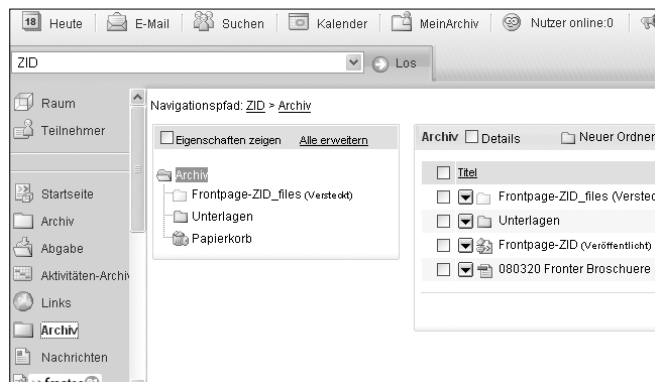 18 Heute E-Mail Suchen Kalender MeinArchiv Nutzer online:0
ZID Los
Raum
Teilnehmer
Startseite
Archiv
Abgabe
Aktivitäten-Archiv
Links
Archiv
Nachrichten
Navigationspfad: ZID > Archiv
Eigenschaften zeigen Alle erweitern
Archiv
Frontpage-ZID_files (Versteckt)
Unterlagen
Papierkorb
Archiv Details Neuer Ordner
Titel
Frontpage-ZID_files (Verstec
Unterlagen
Frontpage-ZID (Veröffentlicht)
080320 Fronter Broschuere